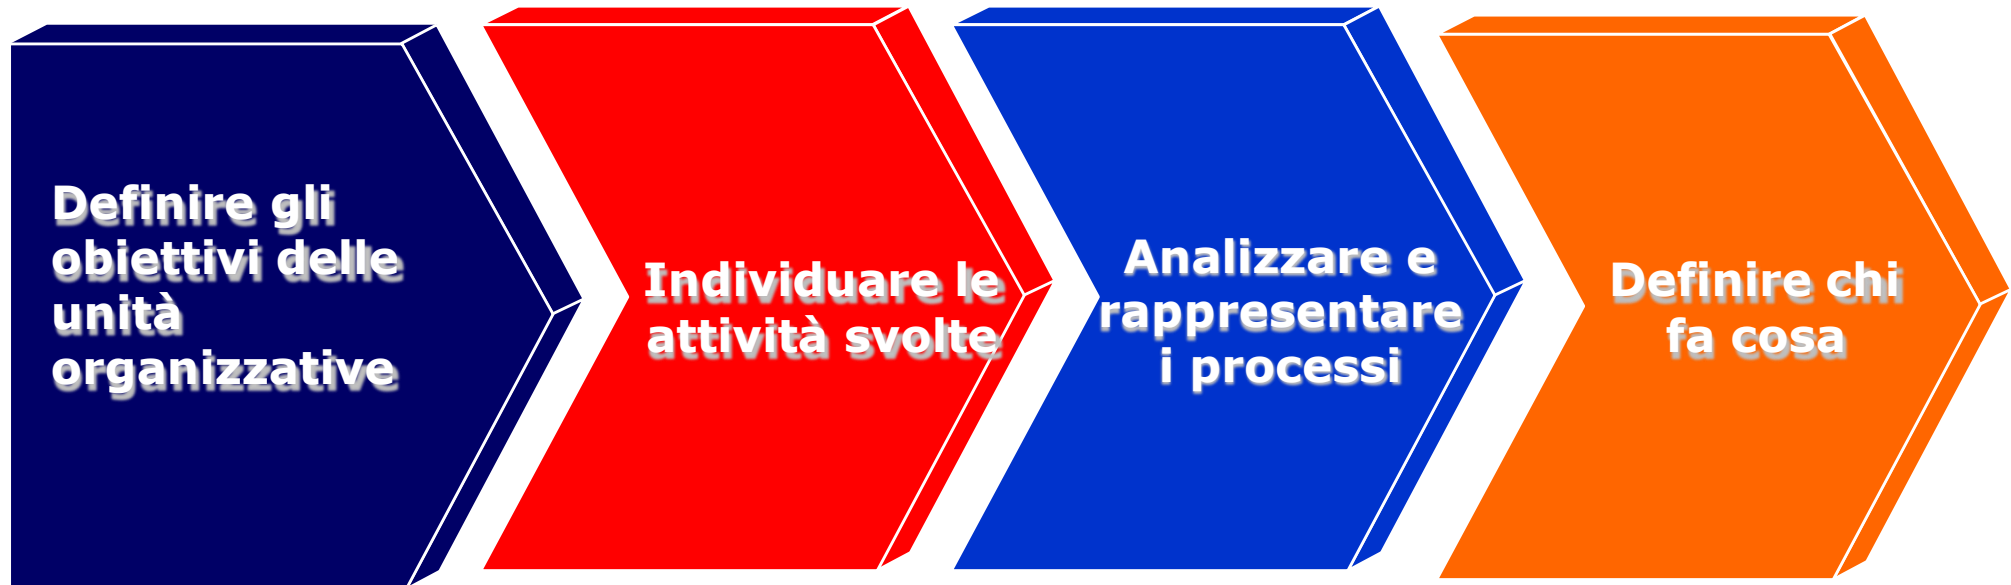 Definire gli
obiettivi delle
unità
organizzative
Individuare le
attività svolte
Analizzare e
rappresentare
i processi
Definire chi
fa cosa